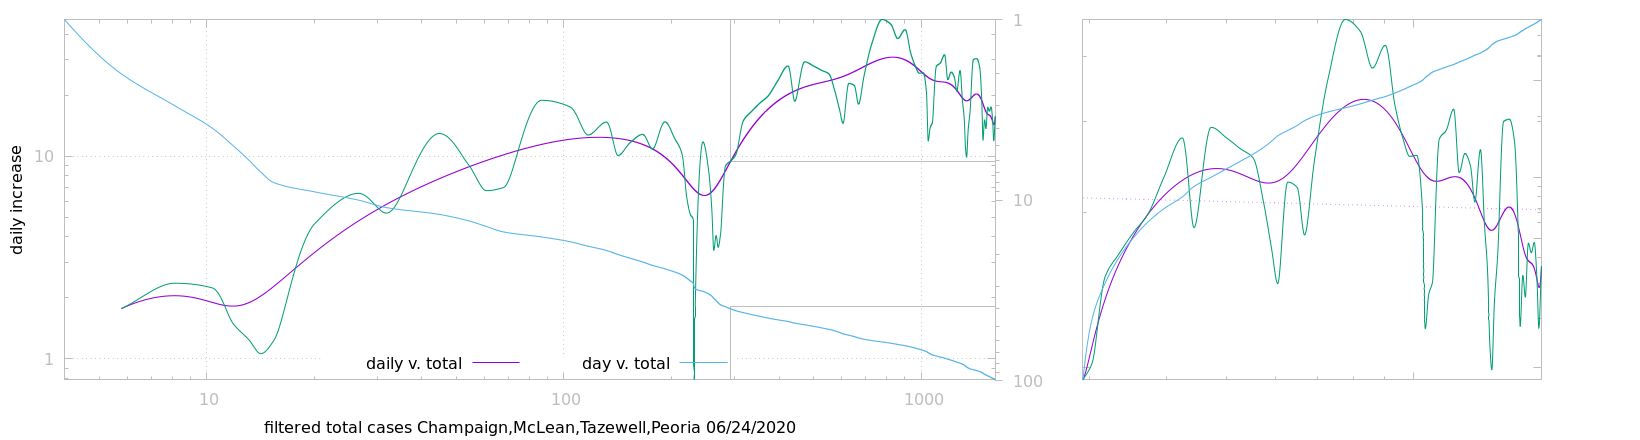 1
10
daily increase
10
1
daily v. total
day v. total
100
10
100
1000
filtered total cases Champaign,McLean,Tazewell,Peoria 06/24/2020